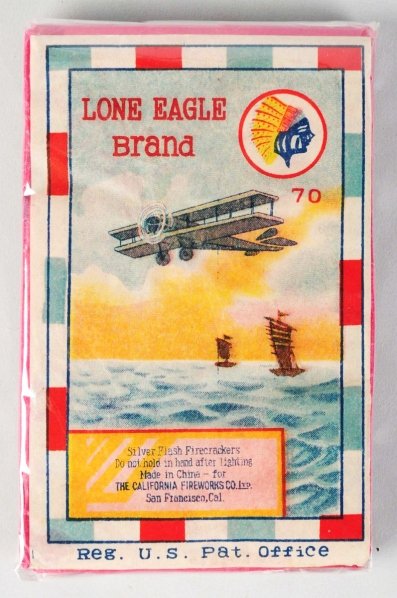 LONE EAGLE
Brand
70
Silver Flash Firecrackers
Do not hold in hand after lighting
Made in China - for
THE CALIFORNIA FIREWORKS CO. Lᴛᴅ.
San Francisco, Cal.
Reg. U.S. Pat. Office